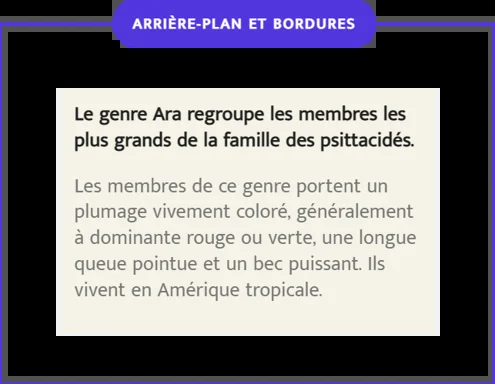 ARRIÈRE-PLAN ET BORDURES
Le genre Ara regroupe les membres les
plus grands de la famille des psittacidés.
Les membres de ce genre portent un
plumage vivement coloré, généralement
à dominante rouge ou verte, une longue
queue pointue et un bec puissant. Ils
vivent en Amérique tropicale.